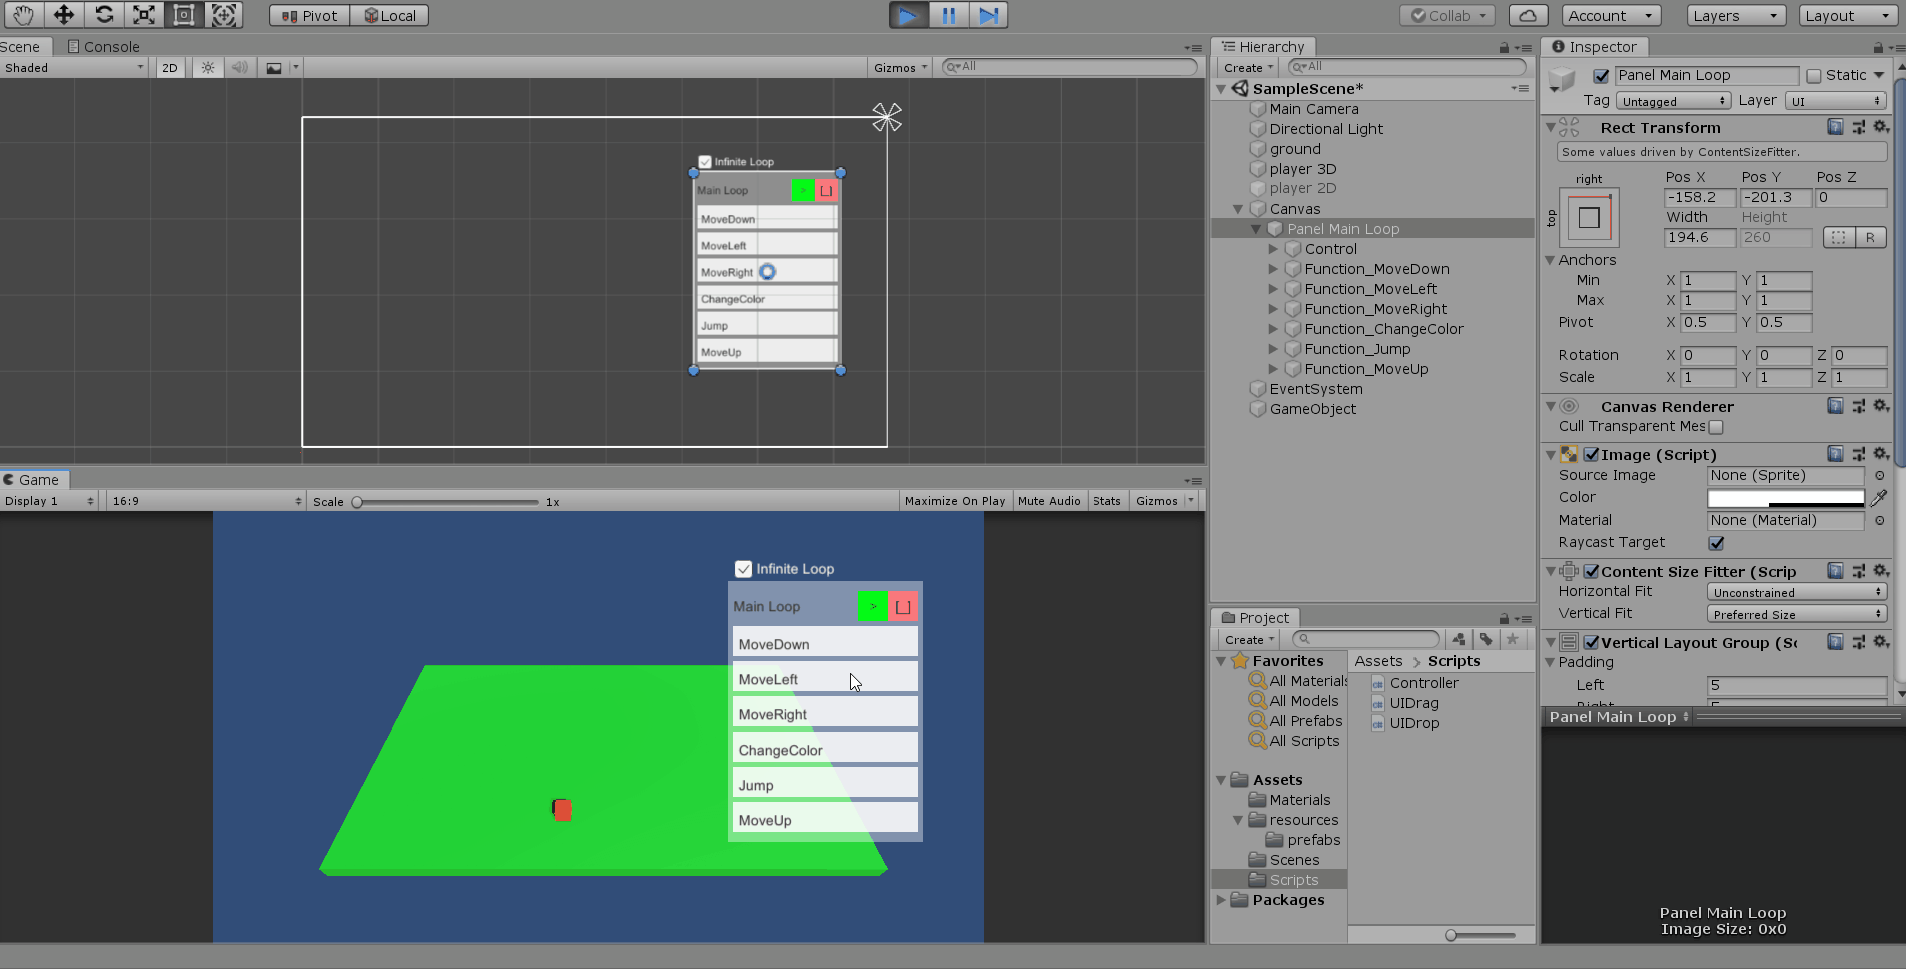 Pivot Local Collab Account Layers Layout
Scene Console
Shaded 2D Gizmos All
Infinite Loop
Main Loop > [_]
MoveDown
MoveLeft
MoveRight
ChangeColor
Jump
MoveUp
Game
Display 1 16:9 Scale 1x Maximize On Play Mute Audio Stats Gizmos
Infinite Loop
Main Loop > [_]
MoveDown
MoveLeft
MoveRight
ChangeColor
Jump
MoveUp
Hierarchy
Create All
SampleScene*
Main Camera
Directional Light
ground
player 3D
player 2D
Canvas
Panel Main Loop
Control
Function_MoveDown
Function_MoveLeft
Function_MoveRight
Function_ChangeColor
Function_Jump
Function_MoveUp
EventSystem
GameObject
Project
Create
Favorites
All Materials
All Models
All Prefabs
All Scripts
Assets
Materials
resources
prefabs
Scenes
Scripts
Packages
Assets > Scripts
Controller
UIDrag
UIDrop
Inspector
Panel Main Loop Static
Tag Untagged Layer UI
Rect Transform
Some values driven by ContentSizeFitter.
right Pos X Pos Y Pos Z
top -158.2 -201.3 0
Width Height
194.6 260 R
Anchors
Min X 1 Y 1
Max X 1 Y 1
Pivot X 0.5 Y 0.5
Rotation X 0 Y 0 Z 0
Scale X 1 Y 1 Z 1
Canvas Renderer
Cull Transparent Mes
Image (Script)
Source Image None (Sprite)
Color
Material None (Material)
Raycast Target
Content Size Fitter (Scrip
Horizontal Fit Unconstrained
Vertical Fit Preferred Size
Vertical Layout Group (Sc
Padding
Left 5
Panel Main Loop
Panel Main Loop
Image Size: 0x0